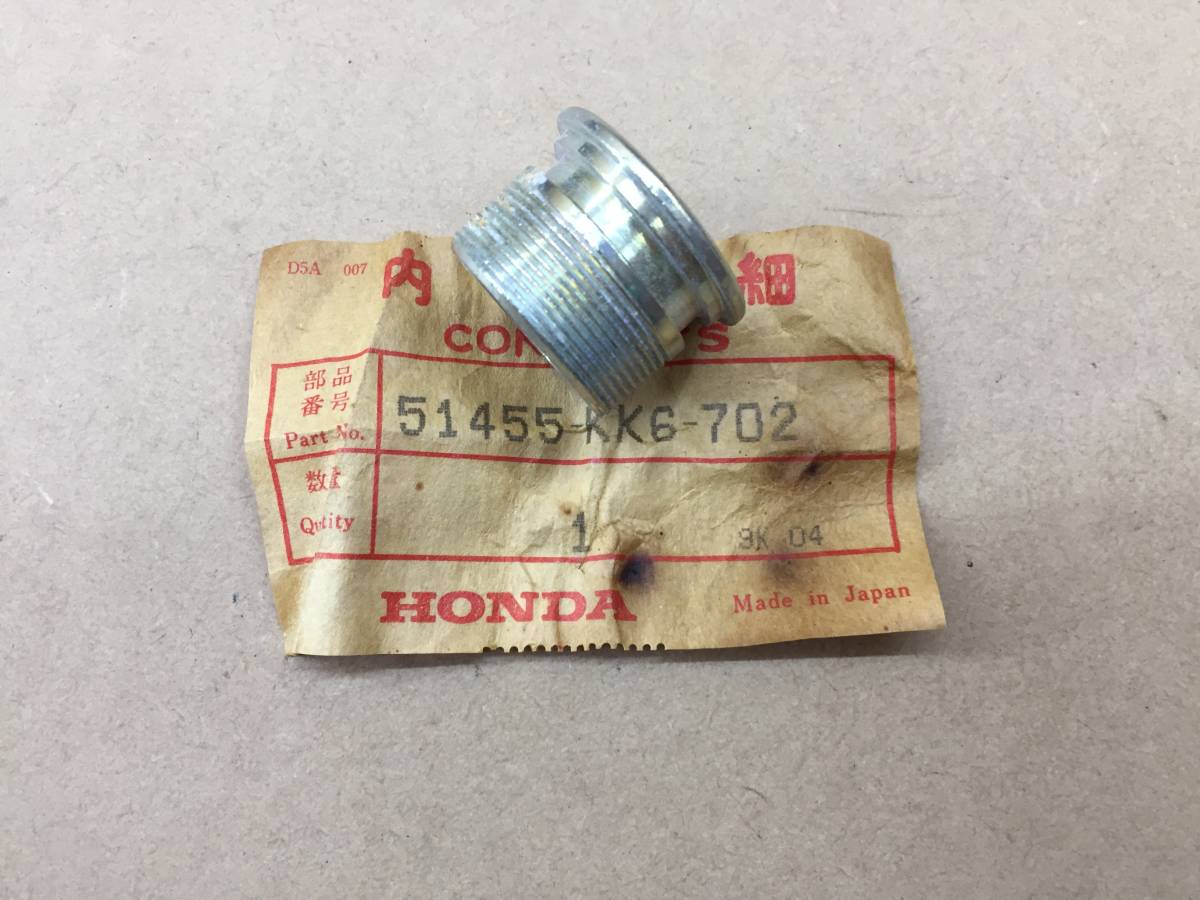 D5A 007
内 細
CON S
部品
番号
Part No.
51455-KK6-702
数量
Qutity
1
9K 04
HONDA
Made in Japan